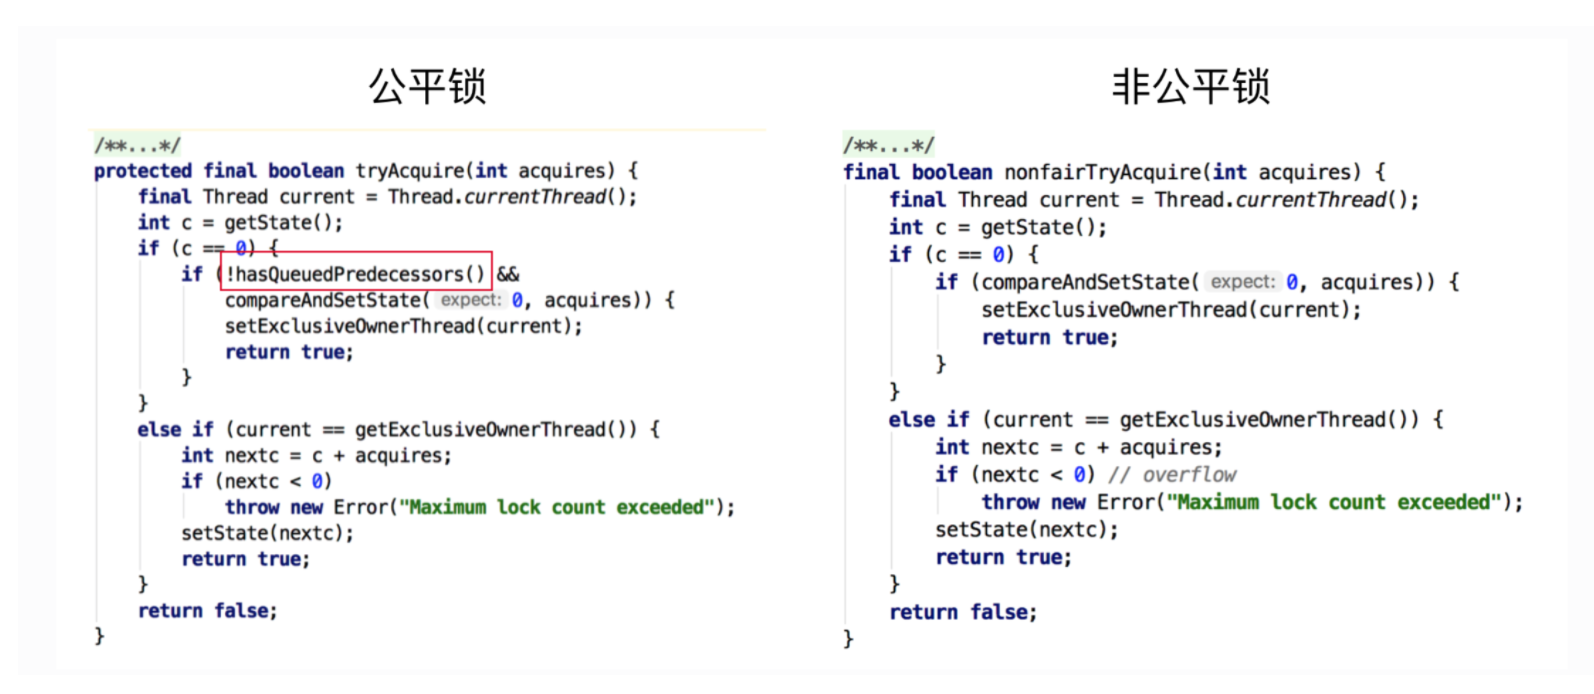 公平锁
/**...*/
protected final boolean tryAcquire(int acquires) {
final Thread current = Thread.currentThread();
int c = getState();
if (c == 0) {
if (!hasQueuedPredecessors() &&
compareAndSetState( expect: 0, acquires)) {
setExclusiveOwnerThread(current);
return true;
}
}
else if (current == getExclusiveOwnerThread()) {
int nextc = c + acquires;
if (nextc < 0)
throw new Error("Maximum lock count exceeded");
setState(nextc);
return true;
}
return false;
}
非公平锁
/**...*/
final boolean nonfairTryAcquire(int acquires) {
final Thread current = Thread.currentThread();
int c = getState();
if (c == 0) {
if (compareAndSetState( expect: 0, acquires)) {
setExclusiveOwnerThread(current);
return true;
}
}
else if (current == getExclusiveOwnerThread()) {
int nextc = c + acquires;
if (nextc < 0) // overflow
throw new Error("Maximum lock count exceeded");
setState(nextc);
return true;
}
return false;
}